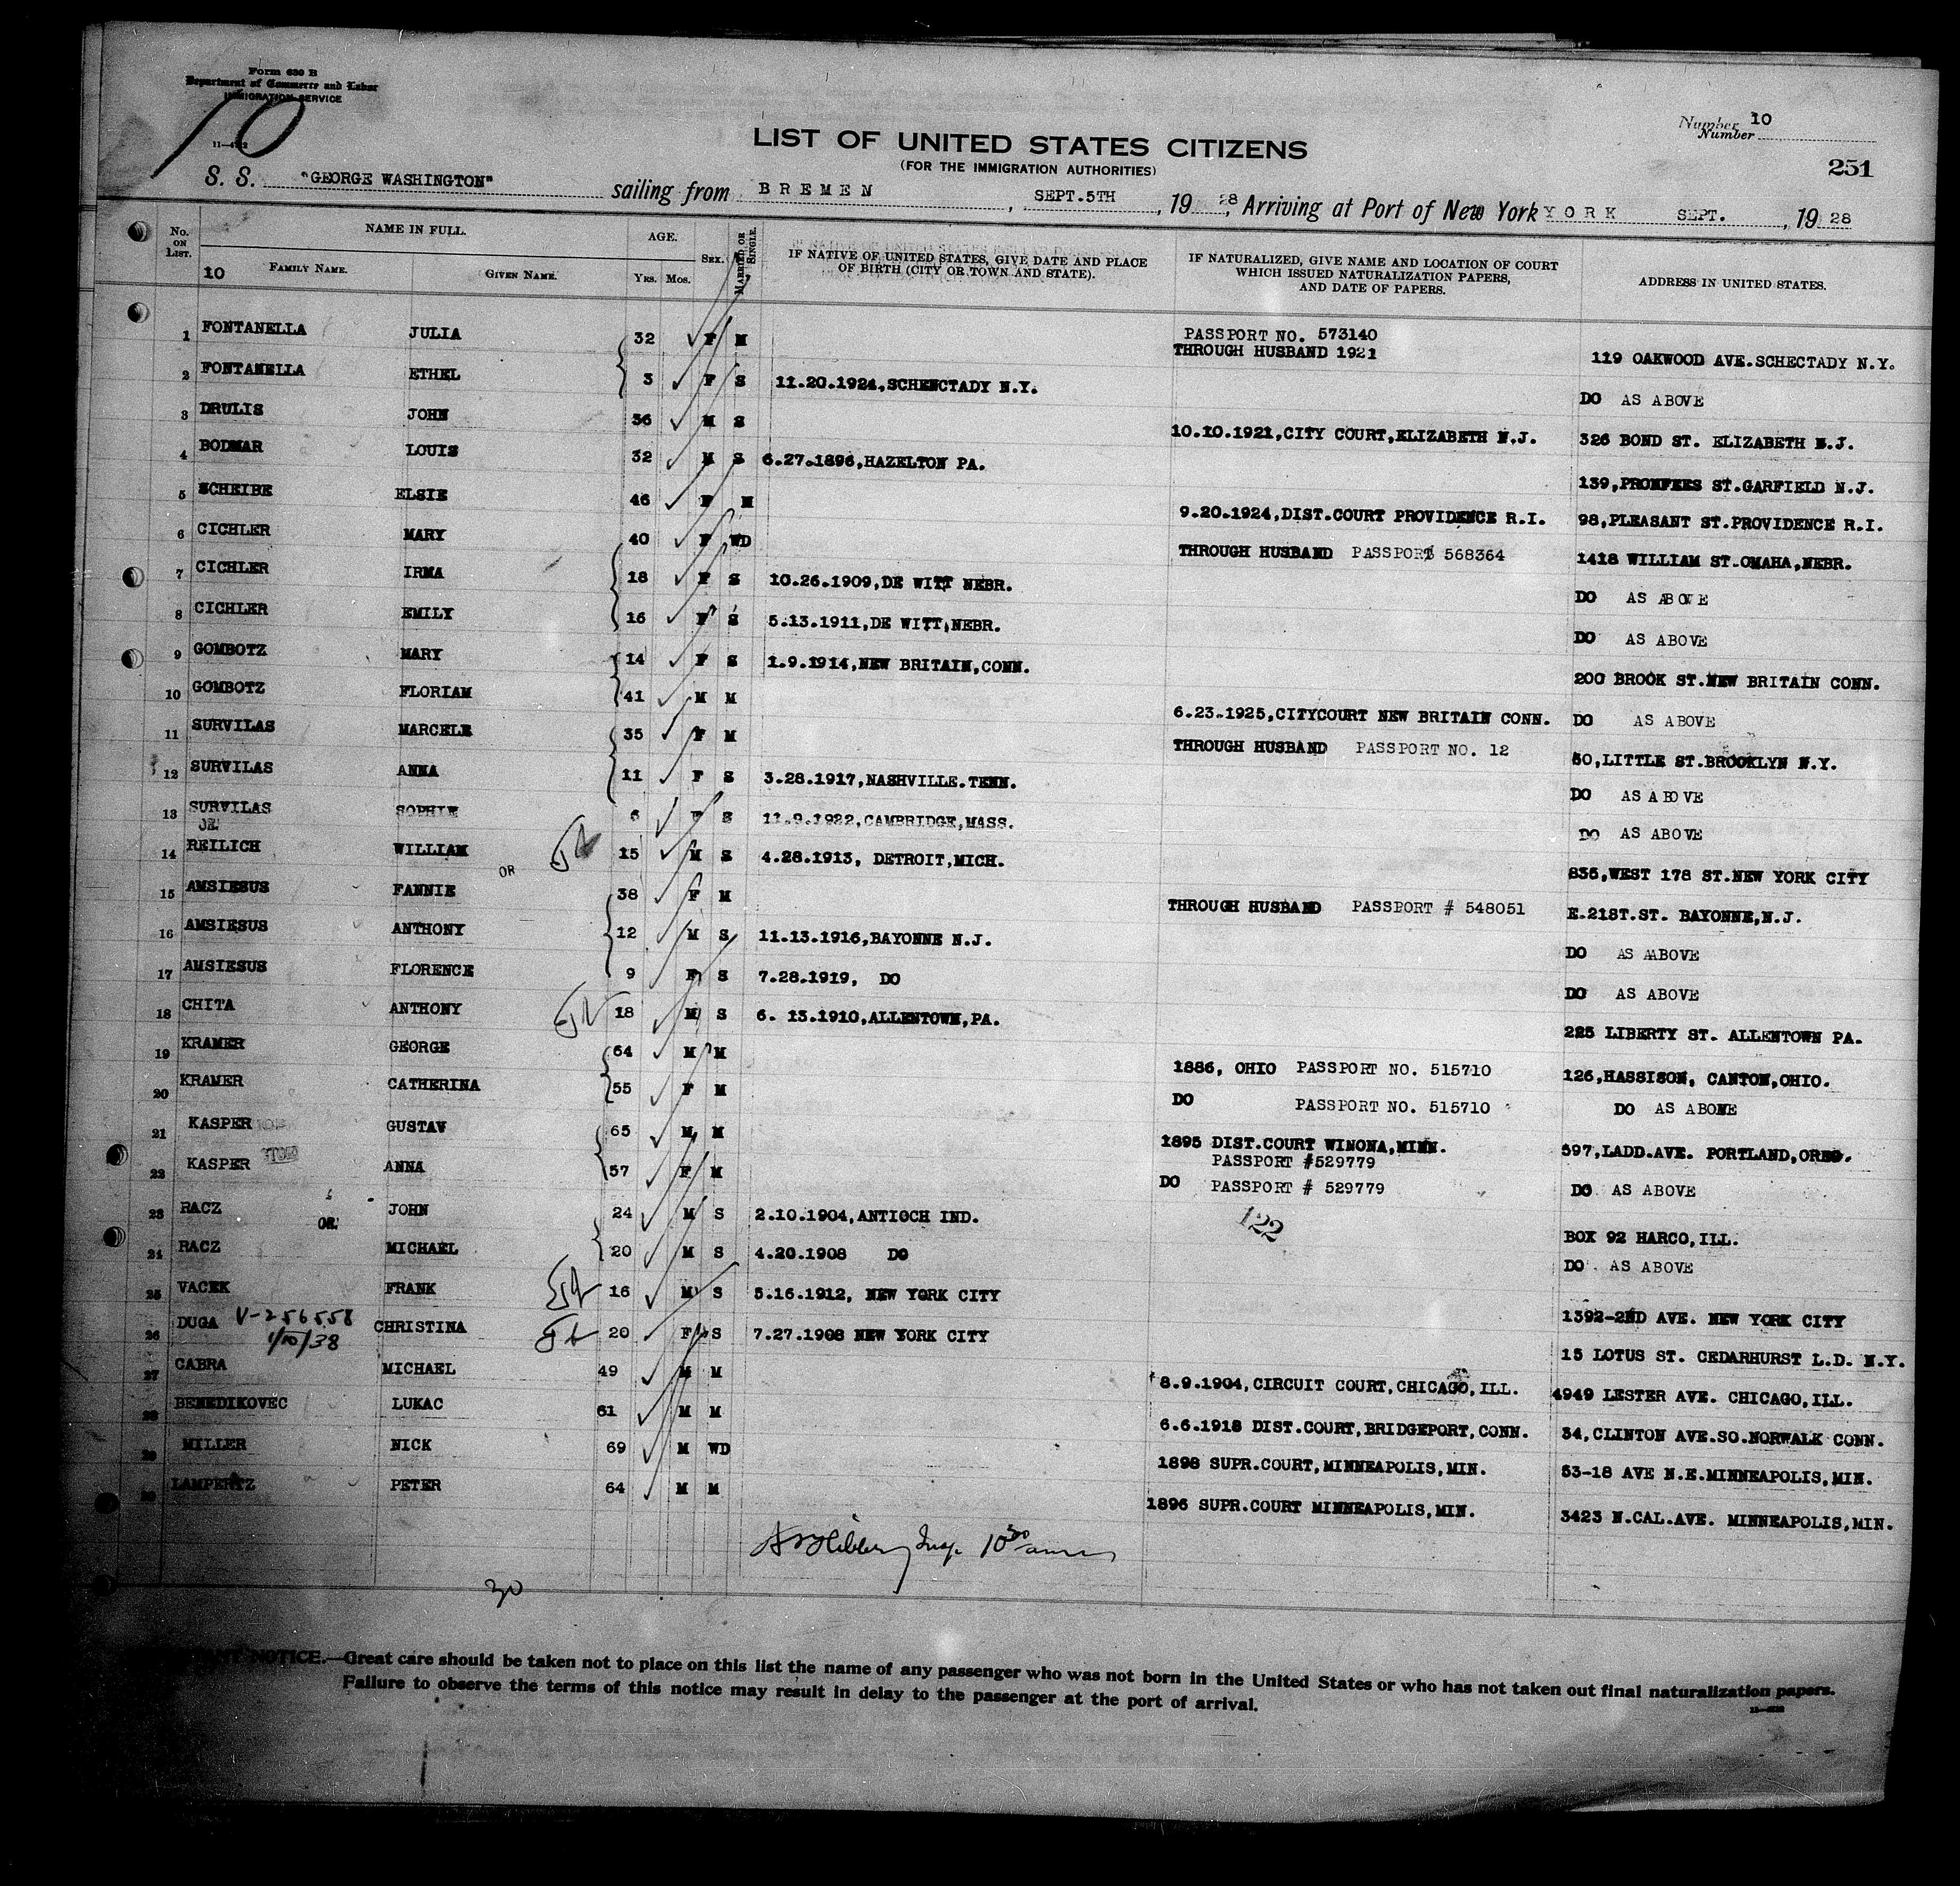 Form 630 B
Department of Commerce and Labor
IMMIGRATION SERVICE
10
LIST OF UNITED STATES CITIZENS
(FOR THE IMMIGRATION AUTHORITIES)
Number 10
Number
251
S. S. "GEORGE WASHINGTON" sailing from BREMEN, SEPT.5TH, 1928, Arriving at Port of New York YORK SEPT., 1928
No. ON LIST. NAME IN FULL. AGE. SEX. MARRIED OR SINGLE. IF NATIVE OF UNITED STATES, GIVE DATE AND PLACE OF BIRTH (CITY OR TOWN AND STATE). IF NATURALIZED, GIVE NAME AND LOCATION OF COURT WHICH ISSUED NATURALIZATION PAPERS, AND DATE OF PAPERS. ADDRESS IN UNITED STATES.
10 FAMILY NAME. GIVEN NAME. YRS. MOS.
1 FONTANELLA JULIA 32 F M PASSPORT NO. 573140 THROUGH HUSBAND 1921 119 OAKWOOD AVE.SCHECTADY N.Y.
2 FONTANELLA ETHEL 3 F S 11.20.1924,SCHENCTADY N.Y. DO AS ABOVE
3 DRULIS JOHN 36 M S 10.10.1921,CITY COURT,ELIZABETH N.J. 326 BOND ST. ELIZABETH N.J.
4 BODMAR LOUIS 32 M S 6.27.1896,HAZELTON PA. 139, ST.GARFIELD N.J.
5 SCHEIBE ELSIE 46 F M 9.20.1924,DIST.COURT PROVIDENCE R.I. 98,PLEASANT ST.PROVIDENCE R.I.
6 CICHLER MARY 40 F WD THROUGH HUSBAND PASSPORT 568364 1418 WILLIAM ST.OMAHA,NEBR.
7 CICHLER IRMA 18 F S 10.26.1909,DE WITT NEBR. DO AS ABOVE
8 CICHLER EMILY 16 F S 5.13.1911,DE WITT,NEBR. DO AS ABOVE
9 GOMBOTZ MARY 14 F S 1.9.1914,NEW BRITAIN,CONN. 200 BROOK ST.NEW BRITAIN CONN.
10 GOMBOTZ FLORIAM 41 M M 6.23.1925,CITYCOURT NEW BRITAIN CONN. DO AS ABOVE
11 SURVILAS MARCELE 35 F M THROUGH HUSBAND PASSPORT NO. 12 50,LITTLE ST.BROOKLYN N.Y.
12 SURVILAS ANNA 11 F S 3.28.1917,NASHVILLE.TENN. DO AS ABOVE
13 SURVILAS SOPHIE 6 F S 11.9.1922,CAMBRIDGE,MASS. DO AS ABOVE
OR
14 REILICH WILLIAM 15 M S 4.28.1913, DETROIT,MICH. 835,WEST 178 ST.NEW YORK CITY
OR
15 AMSIESUS FANNIE 38 F M THROUGH HUSBAND PASSPORT # 548051 E.21ST.ST. BAYONNE,N.J.
16 AMSIESUS ANTHONY 12 M S 11.13.1916,BAYONNE N.J. DO AS AABOVE
17 AMSIESUS FLORENCE 9 F S 7.28.1919, DO DO AS ABOVE
18 CHITA ANTHONY 18 M S 6. 13.1910,ALLENTOWN,PA. 225 LIBERTY ST. ALLENTOWN PA.
19 KRAMER GEORGE 64 M M 1886, OHIO PASSPORT NO. 515710 126,HASSISON, CANTON,OHIO.
20 KRAMER CATHERINA 55 F M DO PASSPORT NO. 515710 DO AS ABONE
21 KASPER GUSTAV 65 M M 1895 DIST.COURT WINONA,MINN. PASSPORT #529779 597,LADD.AVE. PORTLAND,OREG.
22 KASPER ANNA 57 F M DO PASSPORT # 529779 DO AS ABOVE
23 RACZ OR JOHN 24 M S 2.10.1904,ANTIOCH IND. 122 BOX 92 HARCO,ILL.
24 RACZ MICHAEL 20 M S 4.20.1908 DO DO AS ABOVE
25 VACEK FRANK 16 M S 5.16.1912, NEW YORK CITY 1392-2ND AVE. NEW YORK CITY
26 DUGA V-256558 1/10/38 CHRISTINA 20 F S 7.27.1908 NEW YORK CITY 15 LOTUS ST. CEDARHURST L.D. N.Y.
27 CABRA MICHAEL 49 M M 8.9.1904,CIRCUIT COURT,CHICAGO,ILL. 4949 LESTER AVE. CHICAGO,ILL.
28 BENEDIKOVEC LUKAC 61 M M 6.6.1918 DIST.COURT,BRIDGEPORT,CONN. 34,CLINTON AVE.SO.NORWALK CONN.
29 MILLER NICK 69 M WD 1898 SUPR.COURT,MINNEAPOLIS,MIN. 53-18 AVE N.E.MINNEAPOLIS,MIN.
30 LAMPERTZ PETER 64 M M 1896 SUPR.COURT MINNEAPOLIS,MIN. 3423 N.CAL.AVE. MINNEAPOLIS,MIN.
Insp. 10 30 am
30
NOTICE.—Great care should be taken not to place on this list the name of any passenger who was not born in the United States or who has not taken out final naturalization papers.
Failure to observe the terms of this notice may result in delay to the passenger at the port of arrival.